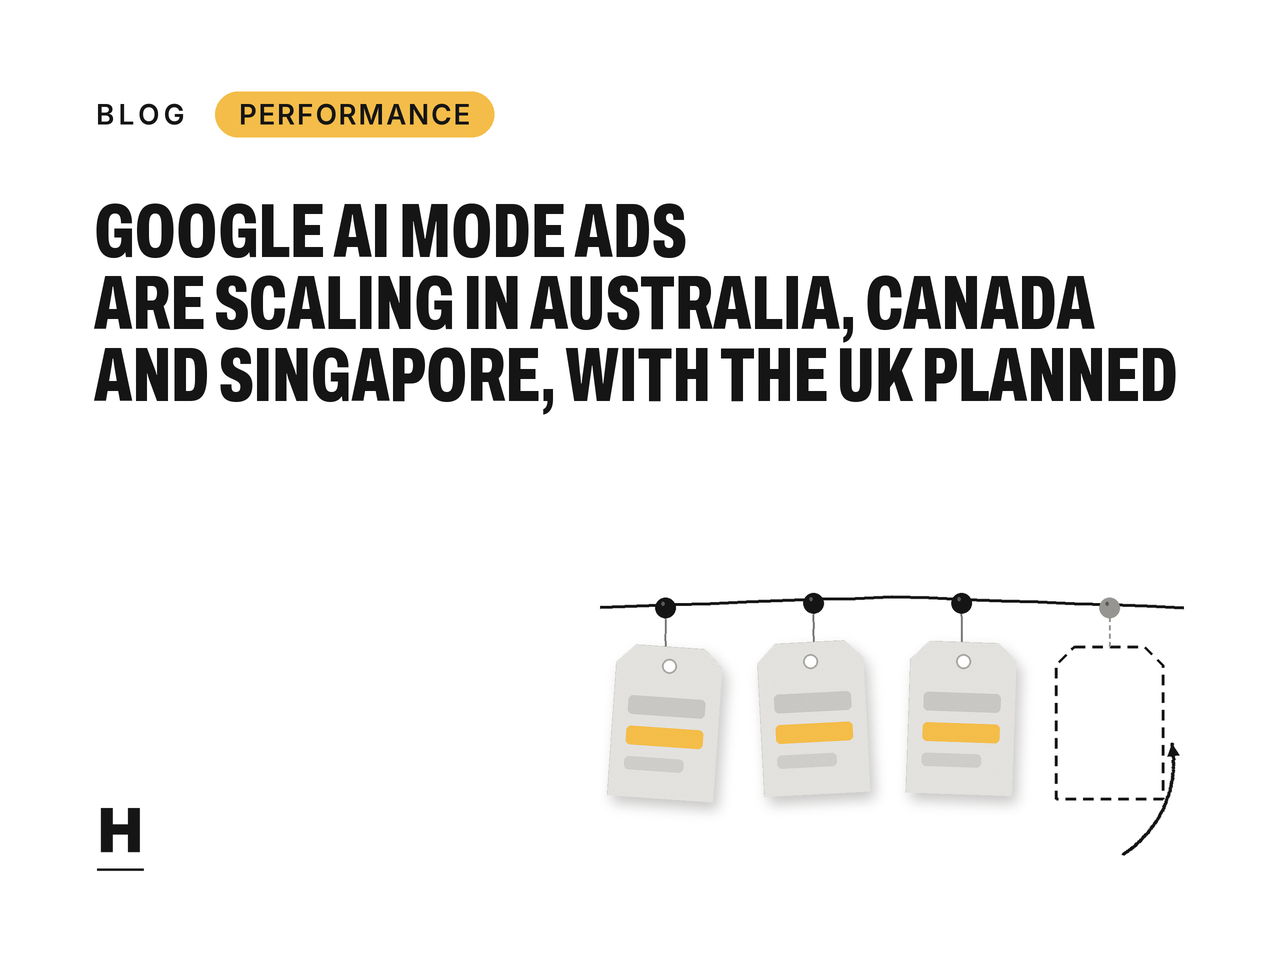 BLOG PERFORMANCE
GOOGLE AI MODE ADS
ARE SCALING IN AUSTRALIA, CANADA
AND SINGAPORE, WITH THE UK PLANNED
H